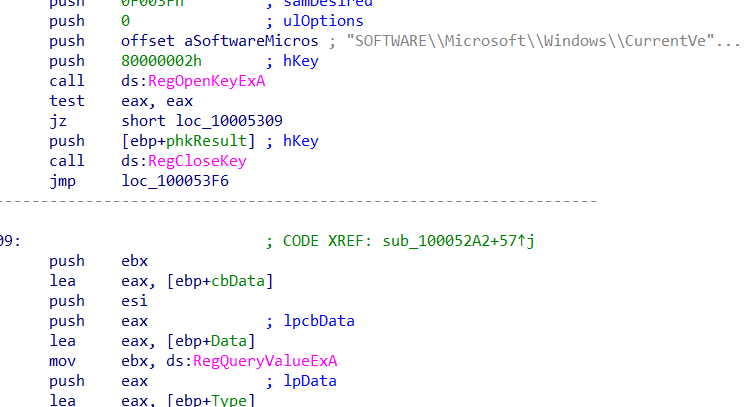 push 0F003Fh ; samDesired
push 0 ; ulOptions
push offset aSoftwareMicros ; "SOFTWARE\\Microsoft\\Windows\\CurrentVe"...
push 80000002h ; hKey
call ds:RegOpenKeyExA
test eax, eax
jz short loc_10005309
push [ebp+phkResult] ; hKey
call ds:RegCloseKey
jmp loc_100053F6
---------------------------------------------------------------
09: ; CODE XREF: sub_100052A2+57↑j
push ebx
lea eax, [ebp+cbData]
push esi
push eax ; lpcbData
lea eax, [ebp+Data]
mov ebx, ds:RegQueryValueExA
push eax ; lpData
lea eax, [ebp+Type]